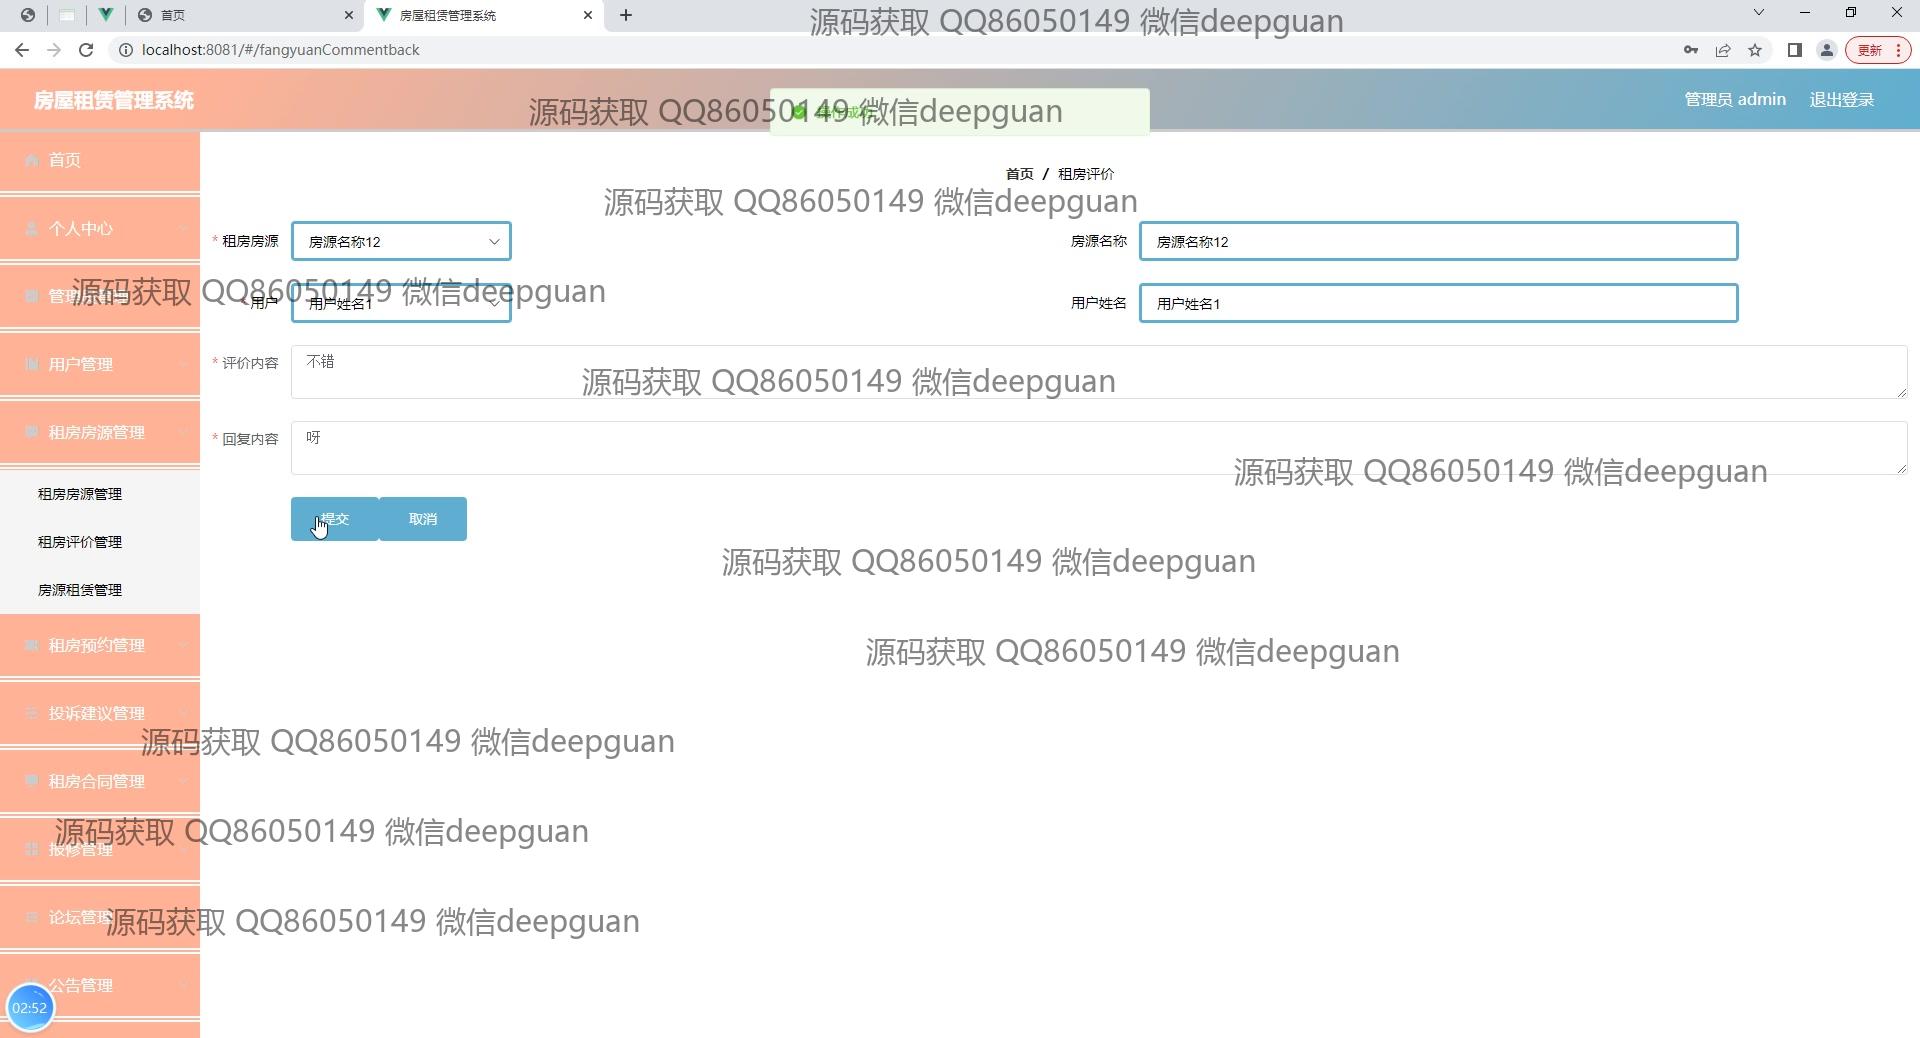 首页
房屋租赁管理系统
源码获取 QQ86050149 微信deepguan
localhost:8081/#/fangyuanCommentback
更新
房屋租赁管理系统
源码获取 QQ86050149 微信deepguan
管理员 admin
退出登录
首页
首页 / 租房评价
源码获取 QQ86050149 微信deepguan
个人中心
* 租房房源
房源名称12
房源名称
房源名称12
源码获取 QQ86050149 微信deepguan
用户
用户姓名1
用户姓名
用户姓名1
用户管理
* 评价内容
不错
源码获取 QQ86050149 微信deepguan
租房房源管理
* 回复内容
呀
源码获取 QQ86050149 微信deepguan
租房房源管理
提交
取消
租房评价管理
源码获取 QQ86050149 微信deepguan
房源租赁管理
租房预约管理
源码获取 QQ86050149 微信deepguan
投诉建议管理
源码获取 QQ86050149 微信deepguan
租房合同管理
源码获取 QQ86050149 微信deepguan
报修管理
论坛管理
源码获取 QQ86050149 微信deepguan
公告管理
02:52